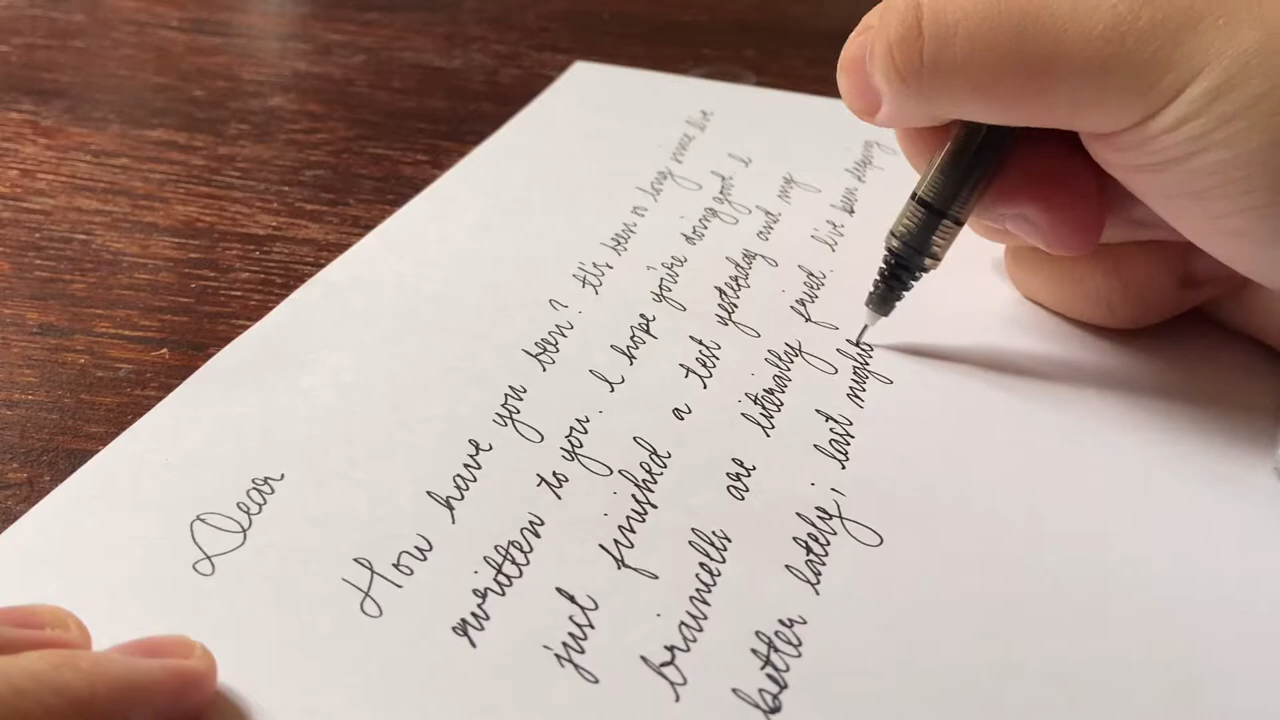 Dear
How have you been? It's been so long since I've
written to you. I hope you're doing good. I
just finished a test yesterday and my
braincells are literally fried. I've been sleeping
better lately; last night